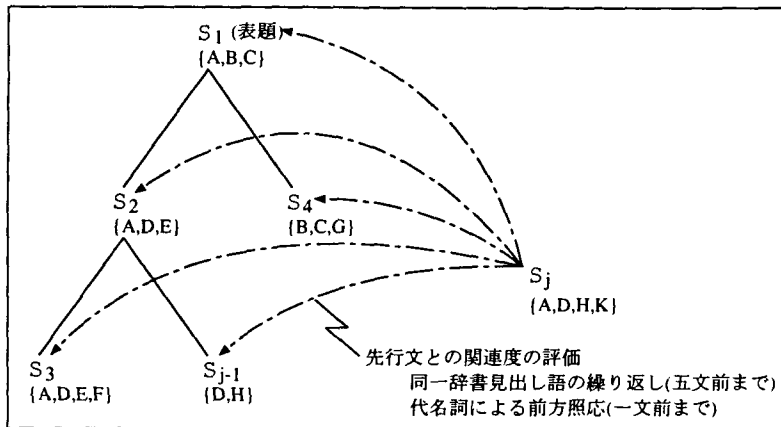 S1 (表題)
{A,B,C}
S2
{A,D,E}
S4
{B,C,G}
Sj
{A,D,H,K}
S3
{A,D,E,F}
Sj-1
{D,H}
先行文との関連度の評価
同一辞書見出し語の繰り返し(五文前まで)
代名詞による前方照応(一文前まで)